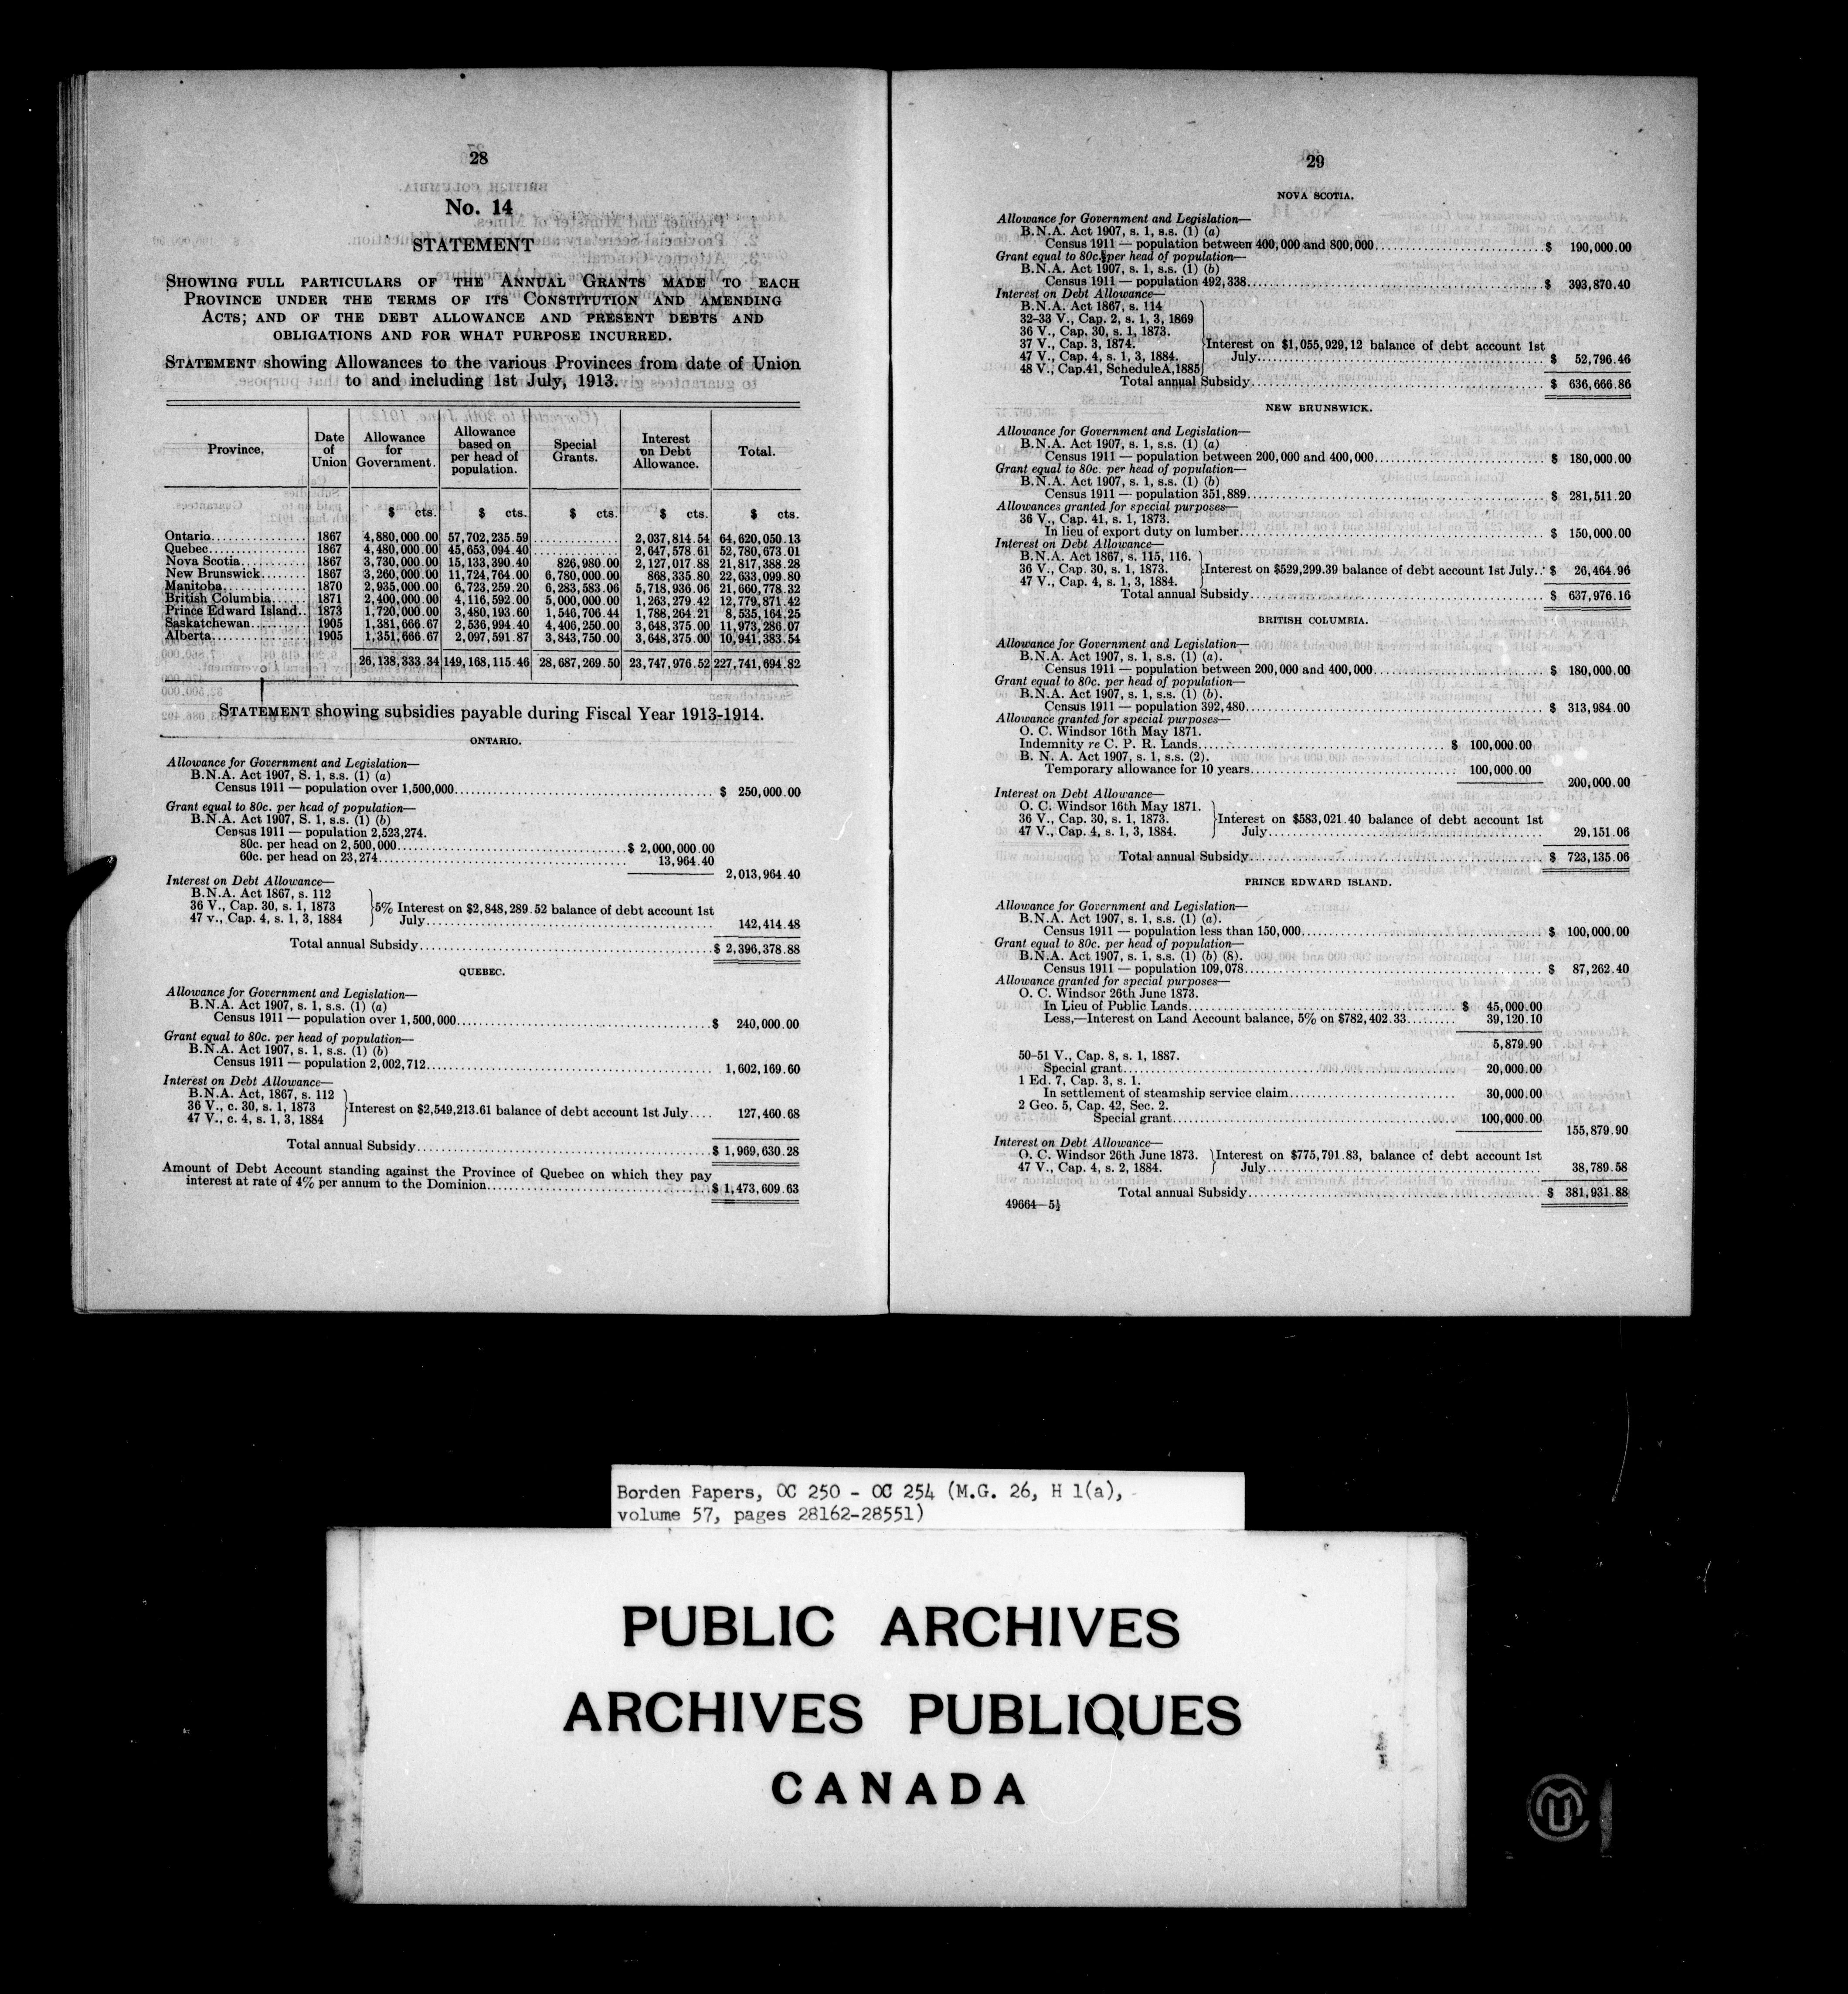 28
No. 14
STATEMENT
SHOWING FULL PARTICULARS OF THE ANNUAL GRANTS MADE TO EACH
PROVINCE UNDER THE TERMS OF ITS CONSTITUTION AND AMENDING
ACTS; AND OF THE DEBT ALLOWANCE AND PRESENT DEBTS AND
OBLIGATIONS AND FOR WHAT PURPOSE INCURRED.
STATEMENT showing Allowances to the various Provinces from date of Union
to and including 1st July, 1913.
Province. Date of Union Allowance for Government. Allowance based on per head of population. Special Grants. Interest on Debt Allowance. Total.
$ cts. $ cts. $ cts. $ cts. $ cts.
Ontario 1867 4,880,000.00 57,702,235.59 2,037,814.54 64,620,050.13
Quebec 1867 4,480,000.00 45,653,094.40 2,647,578.61 52,780,673.01
Nova Scotia 1867 3,730,000.00 15,133,390.40 826,980.00 2,127,017.88 21,817,388.28
New Brunswick 1867 3,260,000.00 11,724,764.00 6,780,000.00 868,335.80 22,633,099.80
Manitoba 1870 2,935,000.00 6,723,259.20 6,283,583.06 5,718,936.06 21,660,778.32
British Columbia 1871 2,400,000.00 4,116,592.00 5,000,000.00 1,263,279.42 12,779,871.42
Prince Edward Island 1873 1,720,000.00 3,480,193.60 1,546,706.44 1,788,264.21 8,535,164.25
Saskatchewan 1905 1,381,666.67 2,536,994.40 4,406,250.00 3,648,375.00 11,973,286.07
Alberta 1905 1,351,666.67 2,097,591.87 3,843,750.00 3,648,375.00 10,941,383.54
26,138,333.34 149,168,115.46 28,687,269.50 23,747,976.52 227,741,694.82
STATEMENT showing subsidies payable during Fiscal Year 1913-1914.
ONTARIO.
Allowance for Government and Legislation—
B.N.A. Act 1907, S. 1, s.s. (1) (a)
Census 1911 — population over 1,500,000 $ 250,000.00
Grant equal to 80c. per head of population—
B.N.A. Act 1907, S. 1, s.s. (1) (b)
Census 1911 — population 2,523,274.
80c. per head on 2,500,000 $ 2,000,000.00
60c. per head on 23,274 13,964.40
2,013,964.40
Interest on Debt Allowance—
B.N.A. Act 1867, s. 112
36 V., Cap. 30, s. 1, 1873 5% Interest on $2,848,289.52 balance of debt account 1st
47 v., Cap. 4, s. 1, 3, 1884 July 142,414.48
Total annual Subsidy $ 2,396,378.88
QUEBEC.
Allowance for Government and Legislation—
B.N.A. Act 1907, s. 1, s.s. (1) (a)
Census 1911 — population over 1,500,000 $ 240,000.00
Grant equal to 80c. per head of population—
B.N.A. Act 1907, s. 1, s.s. (1) (b)
Census 1911 — population 2,002,712 1,602,169.60
Interest on Debt Allowance—
B.N.A. Act, 1867, s. 112
36 V., c. 30, s. 1, 1873 Interest on $2,549,213.61 balance of debt account 1st July 127,460.68
47 V., c. 4, s. 1, 3, 1884
Total annual Subsidy $ 1,969,630.28
Amount of Debt Account standing against the Province of Quebec on which they pay
interest at rate of 4% per annum to the Dominion $ 1,473,609.63
29
NOVA SCOTIA.
Allowance for Government and Legislation—
B.N.A. Act 1907, s. 1, s.s. (1) (a)
Census 1911 — population between 400,000 and 800,000 $ 190,000.00
Grant equal to 80c. per head of population—
B.N.A. Act 1907, s. 1, s.s. (1) (b)
Census 1911 — population 492,338 $ 393,870.40
Interest on Debt Allowance—
B.N.A. Act 1867, s. 114
32-33 V., Cap. 2, s. 1, 3, 1869
36 V., Cap. 30, s. 1, 1873.
37 V., Cap. 3, 1874. Interest on $1,055,929,12 balance of debt account 1st
47 V., Cap. 4, s. 1, 3, 1884. July $ 52,796.46
48 V., Cap.41, ScheduleA,1885
Total annual Subsidy $ 636,666.86
NEW BRUNSWICK.
Allowance for Government and Legislation—
B.N.A. Act 1907, s. 1, s.s. (1) (a)
Census 1911 — population between 200,000 and 400,000 $ 180,000.00
Grant equal to 80c. per head of population—
B.N.A. Act 1907, s. 1, s.s. (1) (b)
Census 1911 — population 351,889 $ 281,511.20
Allowances granted for special purposes—
36 V., Cap. 41, s. 1, 1873.
In lieu of export duty on lumber $ 150,000.00
Interest on Debt Allowance—
B.N.A. Act 1867, s. 115, 116.
36 V., Cap. 30, s. 1, 1873. Interest on $529,299.39 balance of debt account 1st July $ 26,464.96
47 V., Cap. 4, s. 1, 3, 1884.
Total annual Subsidy $ 637,976.16
BRITISH COLUMBIA.
Allowance for Government and Legislation—
B.N.A. Act 1907, s. 1, s.s. (1) (a).
Census 1911 — population between 200,000 and 400,000 $ 180,000.00
Grant equal to 80c. per head of population—
B.N.A. Act 1907, s. 1, s.s. (1) (b).
Census 1911 — population 392,480 $ 313,984.00
Allowance granted for special purposes—
O. C. Windsor 16th May 1871.
Indemnity re C. P. R. Lands $ 100,000.00
B. N. A. Act 1907, s. 1, s.s. (2).
Temporary allowance for 10 years 100,000.00
200,000.00
Interest on Debt Allowance—
O. C. Windsor 16th May 1871.
36 V., Cap. 30, s. 1, 1873. Interest on $583,021.40 balance of debt account 1st
47 V., Cap. 4, s. 1, 3, 1884. July 29,151.06
Total annual Subsidy $ 723,135.06
PRINCE EDWARD ISLAND.
Allowance for Government and Legislation—
B.N.A. Act 1907, s. 1, s.s. (1) (a).
Census 1911 — population less than 150,000 $ 100,000.00
Grant equal to 80c. per head of population—
B.N.A. Act 1907, s. 1, s.s. (1) (b) (8).
Census 1911 — population 109,078 $ 87,262.40
Allowance granted for special purposes—
O. C. Windsor 26th June 1873.
In Lieu of Public Lands $ 45,000.00
Less,—Interest on Land Account balance, 5% on $782,402.33 39,120.10
5,879.90
50-51 V., Cap. 8, s. 1, 1887.
Special grant 20,000.00
1 Ed. 7, Cap. 3, s. 1.
In settlement of steamship service claim 30,000.00
2 Geo. 5, Cap. 42, Sec. 2.
Special grant 100,000.00
155,879.90
Interest on Debt Allowance—
O. C. Windsor 26th June 1873. Interest on $775,791.83, balance of debt account 1st
47 V., Cap. 4, s. 2, 1884. July 38,789.58
Total annual Subsidy $ 381,931.88
49664—5½
Borden Papers, OC 250 - OC 254 (M.G. 26, H 1(a),
volume 57, pages 28162-28551)
PUBLIC ARCHIVES
ARCHIVES PUBLIQUES
CANADA